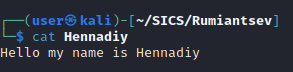 ┌──(user㉿kali)-[~/SICS/Rumiantsev]
└─$ cat Hennadiy
Hello my name is Hennadiy